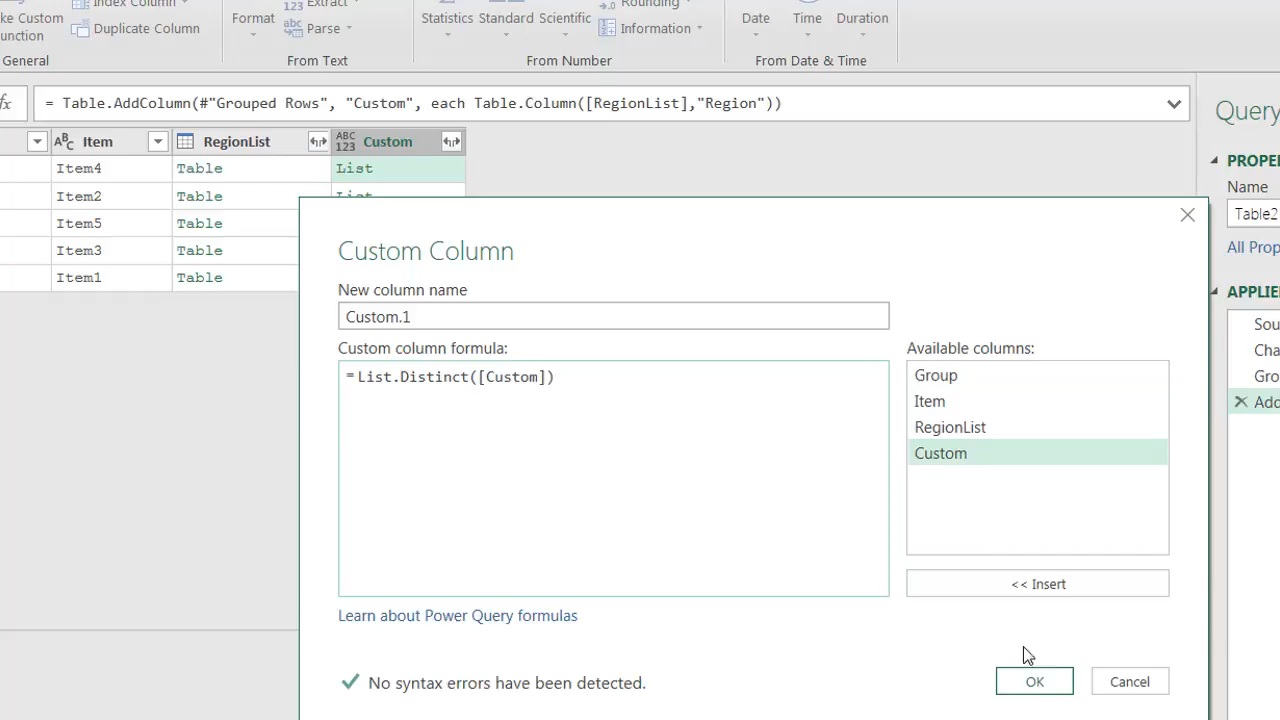 ke Custom
unction
Index Column
Duplicate Column
General
Format
Extract
Parse
From Text
Statistics
Standard
Scientific
Rounding
Information
From Number
Date
Time
Duration
From Date & Time
fx
= Table.AddColumn(#"Grouped Rows", "Custom", each Table.Column([RegionList],"Region"))
Item
RegionList
Custom
Item4 Table List
Item2 Table List
Item5 Table
Item3 Table
Item1 Table
Custom Column
New column name
Custom.1
Custom column formula:
=List.Distinct([Custom])
Available columns:
Group
Item
RegionList
Custom
<< Insert
Learn about Power Query formulas
No syntax errors have been detected.
OK
Cancel
Query
PROPE
Name
Table2
All Prop
APPLIE
Sou
Cha
Gro
Add